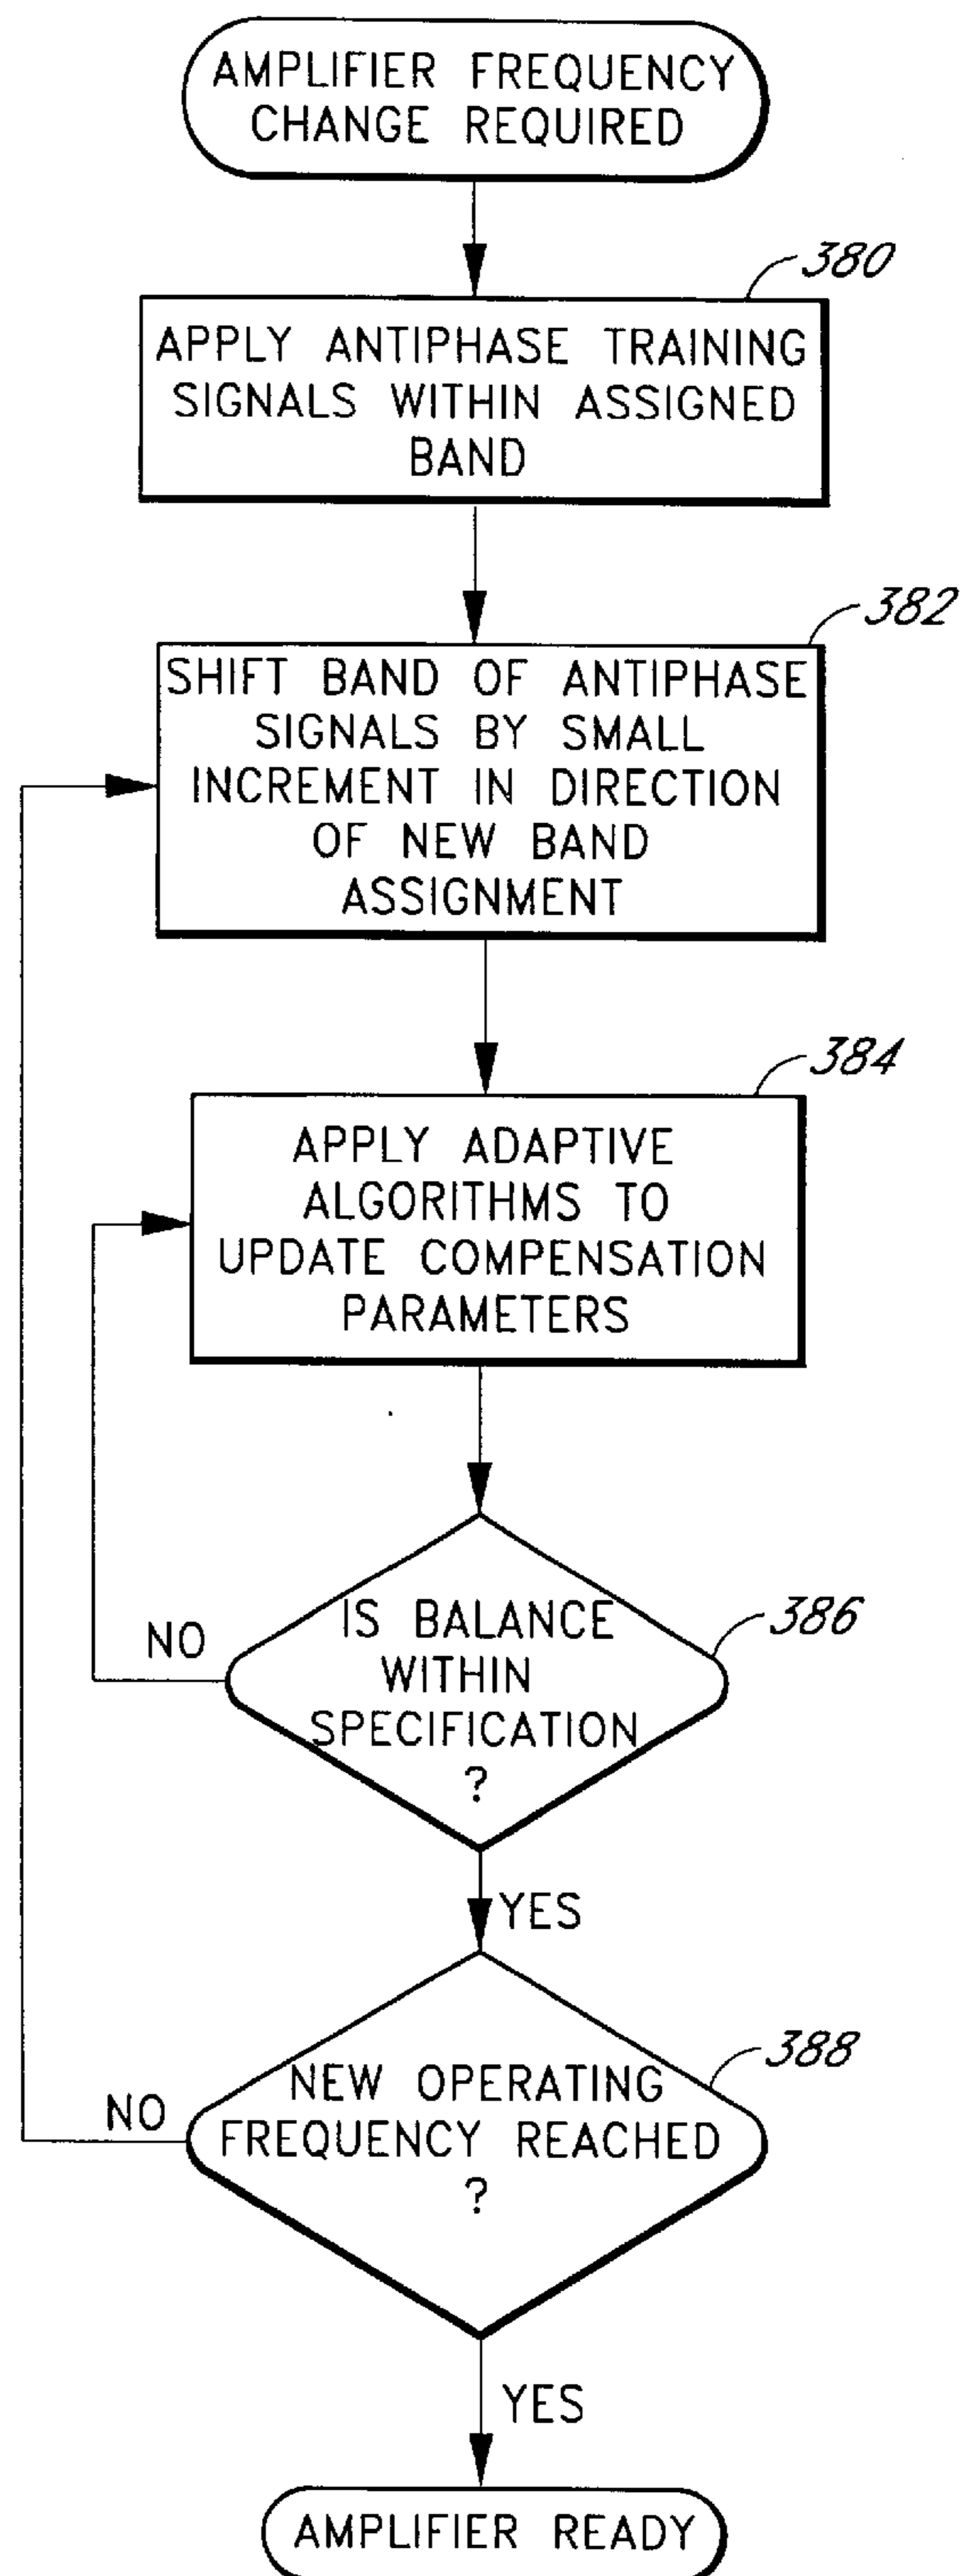 AMPLIFIER FREQUENCY
CHANGE REQUIRED
380
APPLY ANTIPHASE TRAINING
SIGNALS WITHIN ASSIGNED
BAND
382
SHIFT BAND OF ANTIPHASE
SIGNALS BY SMALL
INCREMENT IN DIRECTION
OF NEW BAND
ASSIGNMENT
384
APPLY ADAPTIVE
ALGORITHMS TO
UPDATE COMPENSATION
PARAMETERS
386
IS BALANCE
WITHIN
SPECIFICATION
?
NO
YES
388
NEW OPERATING
FREQUENCY REACHED
?
NO
YES
AMPLIFIER READY